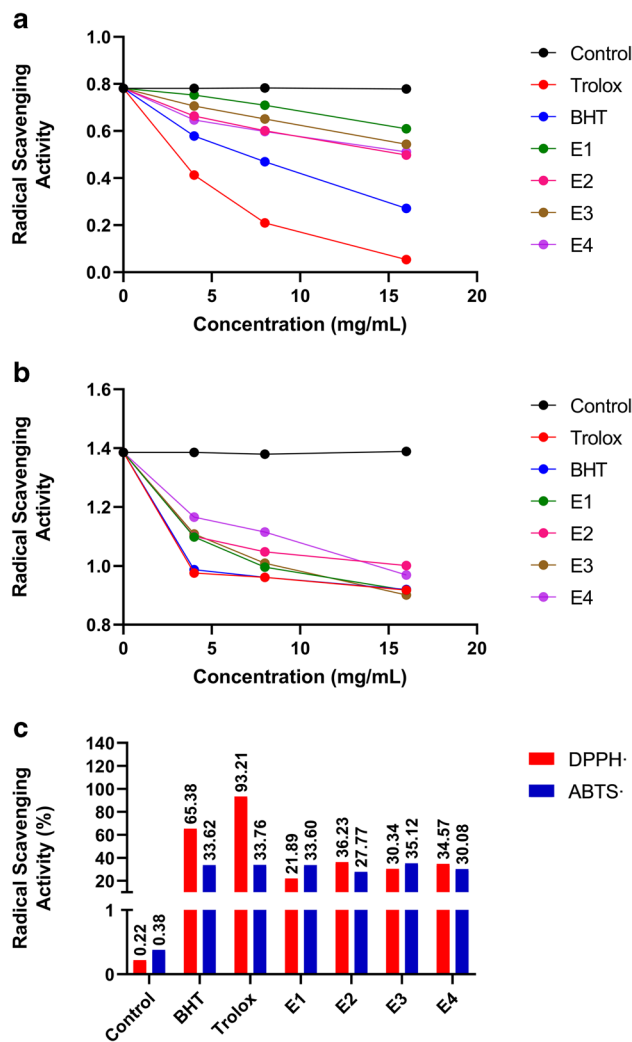 a
Radical Scavenging
Activity
1.0
0.8
0.6
0.4
0.2
0.0
0
5
10
15
20
Concentration (mg/mL)
Control
Trolox
BHT
E1
E2
E3
E4
b
Radical Scavenging
Activity
1.6
1.4
1.2
1.0
0.8
0
5
10
15
20
Concentration (mg/mL)
Control
Trolox
BHT
E1
E2
E3
E4
c
Radical Scavenging
Activity (%)
140
120
100
80
60
40
20
1
0
0.22
0.38
65.38
33.62
93.21
33.76
21.89
33.60
36.23
27.77
30.34
35.12
34.57
30.08
Control
BHT
Trolox
E1
E2
E3
E4
DPPH·
ABTS·